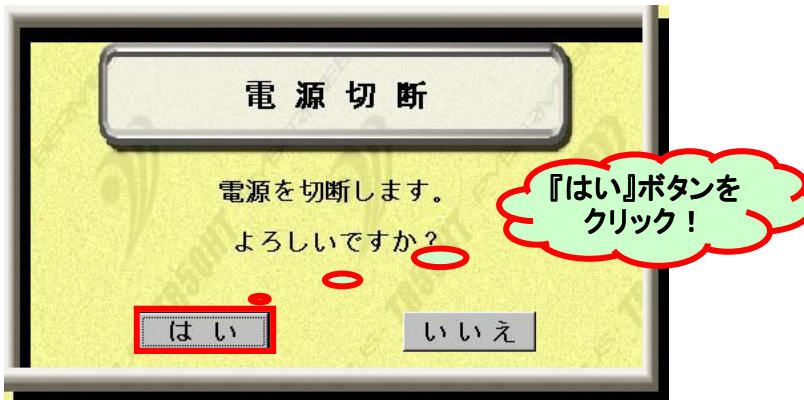 電源切断
電源を切断します。
よろしいですか？
『はい』ボタンを
クリック！
はい
いいえ